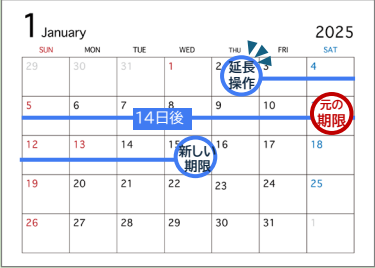 1 January 2025
SUN MON TUE WED THU FRI SAT
29 30 31 1 2 3 4
延長
操作
5 6 7 8 9 10
元の
期限
14日後
12 13 14 15 16 17 18
新しい
期限
19 20 21 22 23 24 25
26 27 28 29 30 31 1